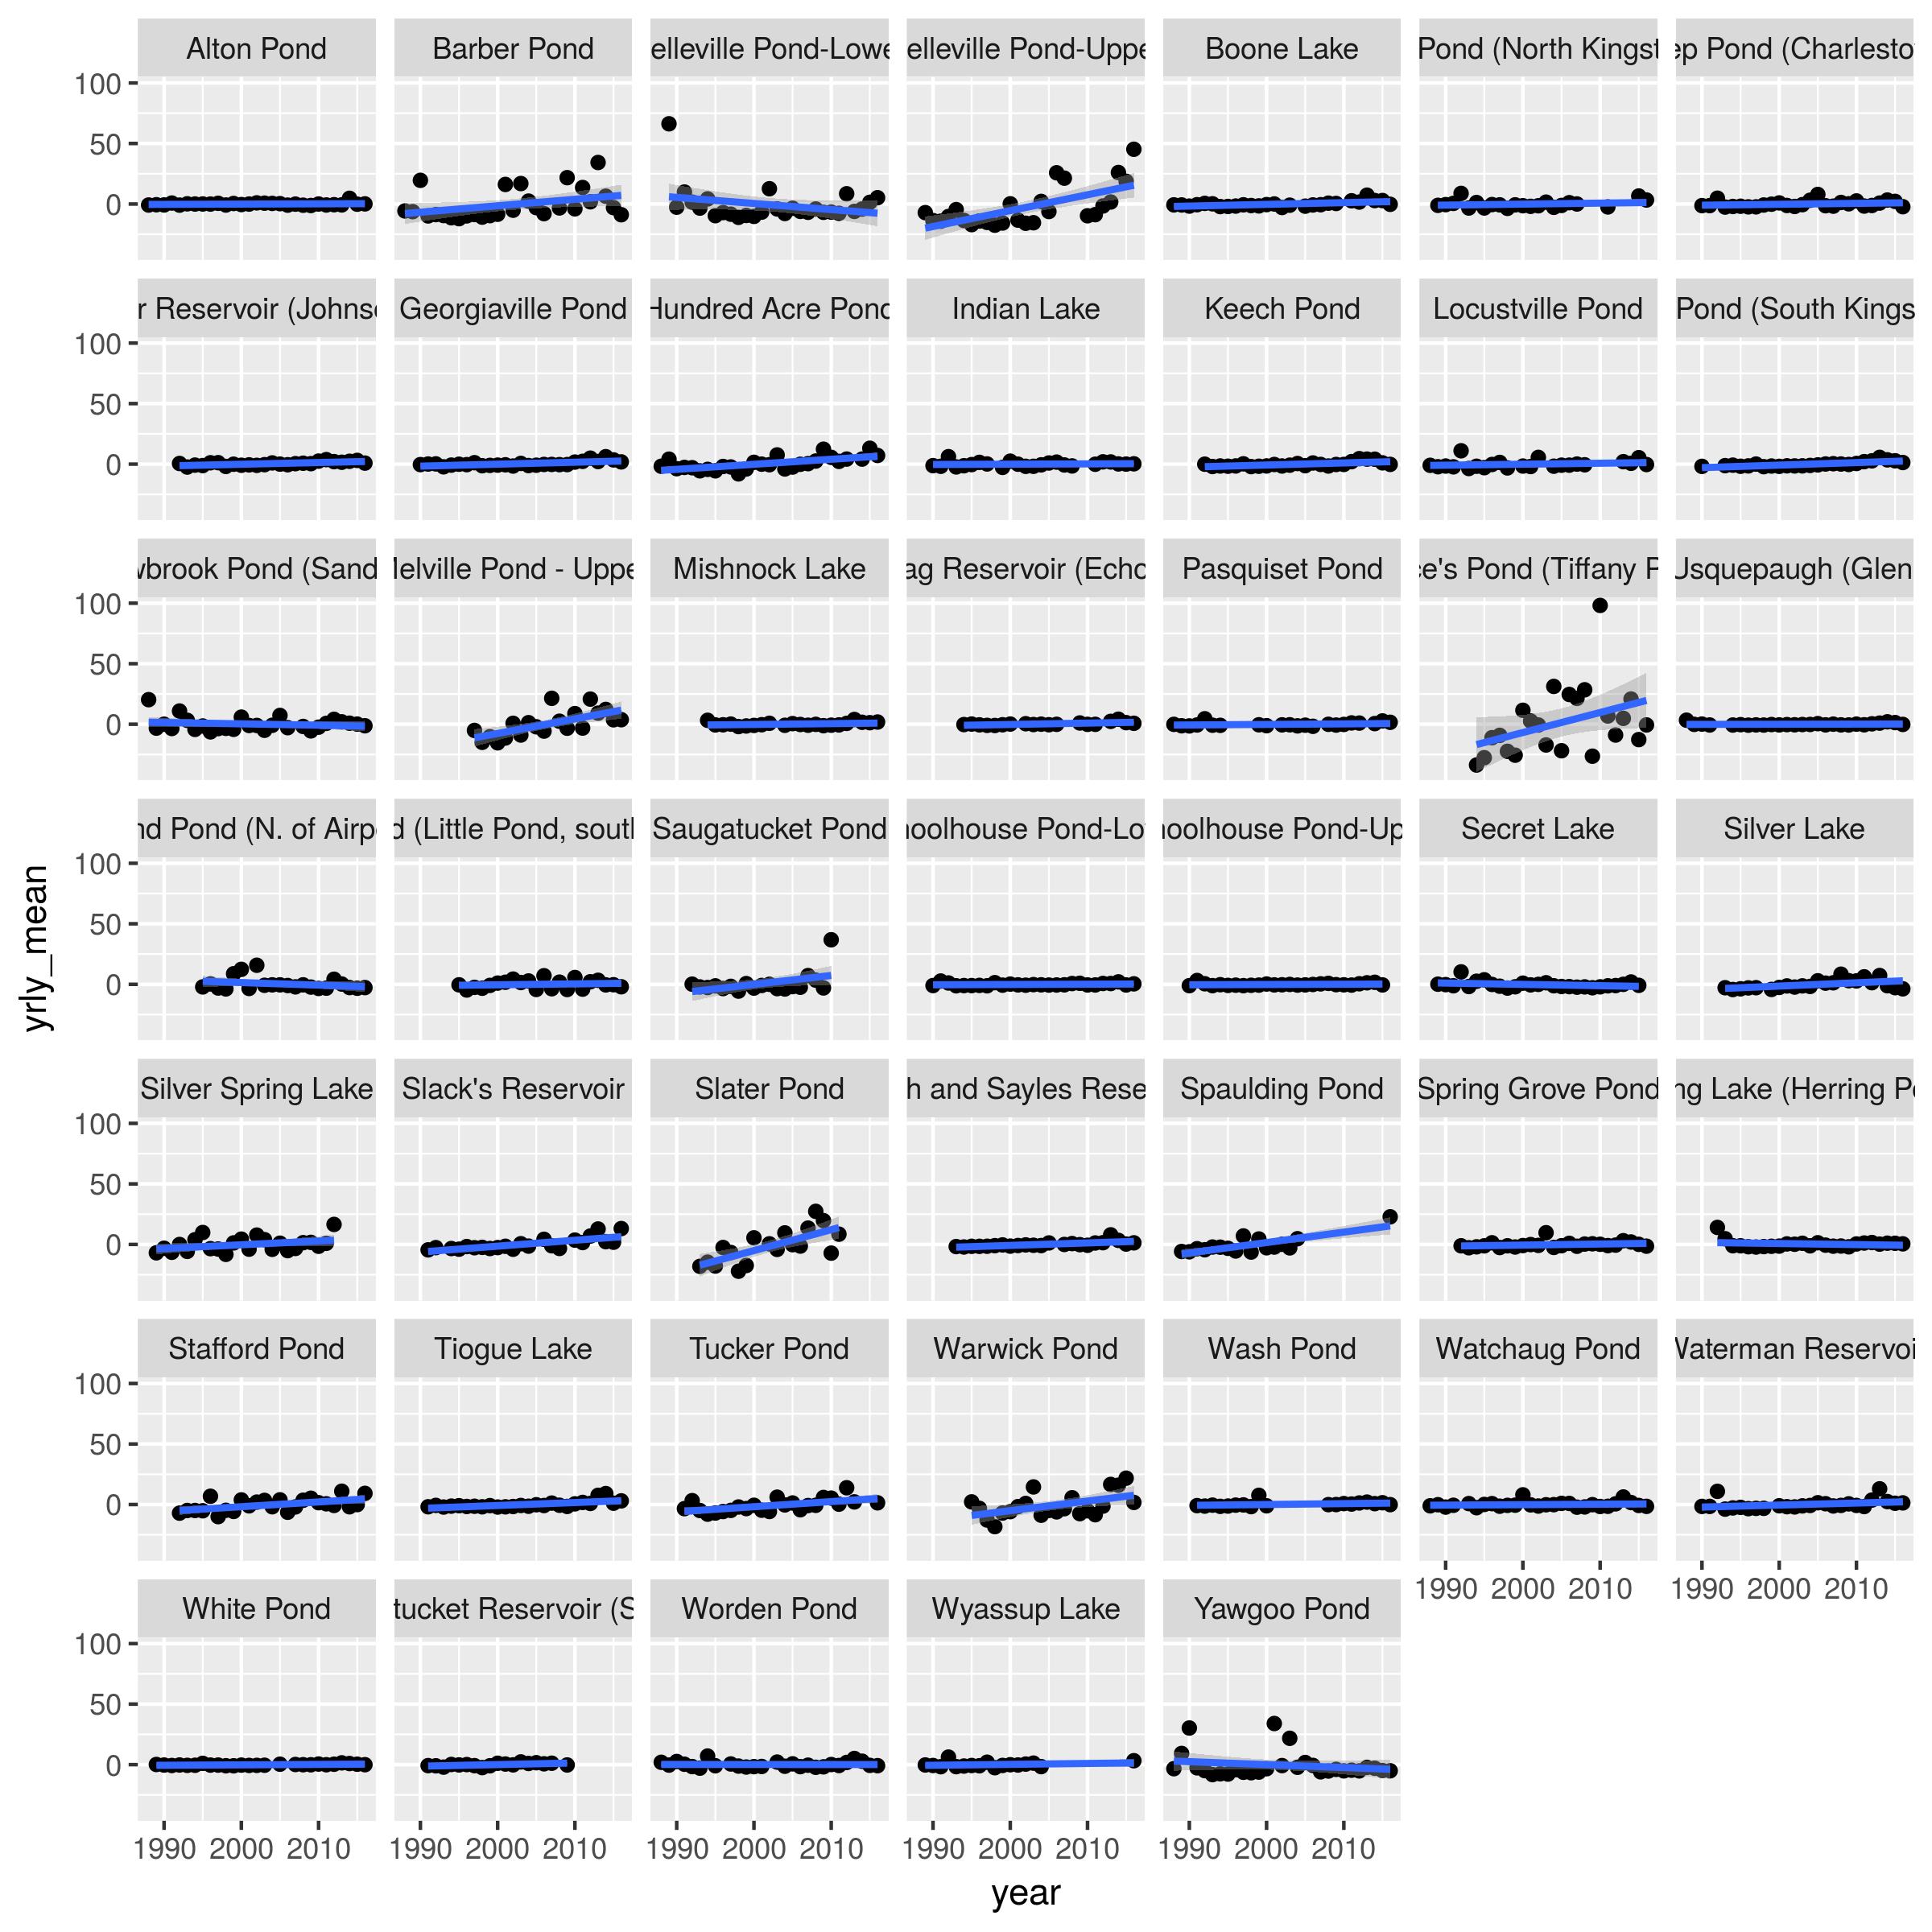 Alton Pond Barber Pond elleville Pond-Lowe elleville Pond-Uppe Boone Lake Pond (North Kingst ep Pond (Charlesto
100
50
0
r Reservoir (Johnso Georgiaville Pond Hundred Acre Pond Indian Lake Keech Pond Locustville Pond Pond (South Kings
100
50
0
wbrook Pond (Sand Melville Pond - Uppe Mishnock Lake ag Reservoir (Echo Pasquiset Pond ce's Pond (Tiffany P Usquepaugh (Glen
100
50
0
nd Pond (N. of Airpo d (Little Pond, south Saugatucket Pond hoolhouse Pond-Lo hoolhouse Pond-Up Secret Lake Silver Lake
100
50
0
yrly_mean
Silver Spring Lake Slack's Reservoir Slater Pond h and Sayles Rese Spaulding Pond Spring Grove Pond ng Lake (Herring Po
100
50
0
Stafford Pond Tiogue Lake Tucker Pond Warwick Pond Wash Pond Watchaug Pond Waterman Reservoi
100
50
0
1990 2000 2010 1990 2000 2010
White Pond tucket Reservoir (S Worden Pond Wyassup Lake Yawgoo Pond
100
50
0
1990 2000 2010 1990 2000 2010 1990 2000 2010 1990 2000 2010 1990 2000 2010
year